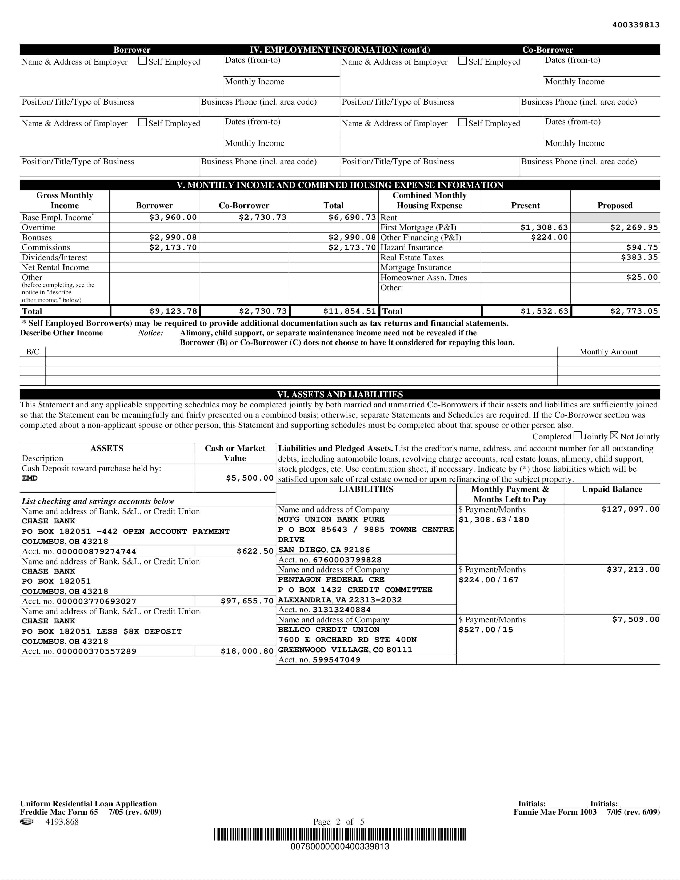 400339813
Borrower IV. EMPLOYMENT INFORMATION (cont'd) Co-Borrower
Name & Address of Employer ☐ Self Employed Dates (from-to) Name & Address of Employer ☐ Self Employed Dates (from-to)
Monthly Income Monthly Income
Position/Title/Type of Business Business Phone (incl. area code) Position/Title/Type of Business Business Phone (incl. area code)
Name & Address of Employer ☐ Self Employed Dates (from-to) Name & Address of Employer ☐ Self Employed Dates (from-to)
Monthly Income Monthly Income
Position/Title/Type of Business Business Phone (incl. area code) Position/Title/Type of Business Business Phone (incl. area code)
V. MONTHLY INCOME AND COMBINED HOUSING EXPENSE INFORMATION
Gross Monthly Income Borrower Co-Borrower Total Combined Monthly Housing Expense Present Proposed
Base Empl. Income* $3,960.00 $2,730.73 $6,690.73 Rent
Overtime First Mortgage (P&I) $1,308.63 $2,269.95
Bonuses $2,990.08 $2,990.08 Other Financing (P&I) $224.00
Commissions $2,173.70 $2,173.70 Hazard Insurance $94.75
Dividends/Interest Real Estate Taxes $383.35
Net Rental Income Mortgage Insurance
Other Homeowner Assn. Dues $25.00
(before completing, see the Other
notice in "describe
other income," below)
Total $9,123.78 $2,730.73 $11,854.51 Total $1,532.63 $2,773.05
* Self Employed Borrower(s) may be required to provide additional documentation such as tax returns and financial statements.
Describe Other Income Notice: Alimony, child support, or separate maintenance income need not be revealed if the
Borrower (B) or Co-Borrower (C) does not choose to have it considered for repaying this loan.
B/C Monthly Amount
VI. ASSETS AND LIABILITIES
This Statement and any applicable supporting schedules may be completed jointly by both married and unmarried Co-Borrowers if their assets and liabilities are sufficiently joined
so that the Statement can be meaningfully and fairly presented on a combined basis; otherwise, separate Statements and Schedules are required. If the Co-Borrower section was
completed about a non-applicant spouse or other person, this Statement and supporting schedules must be completed about that spouse or other person also.
Completed ☐ Jointly ☒ Not Jointly
ASSETS Cash or Market Value
Description
Cash Deposit toward purchase held by:
EMD $5,500.00
List checking and savings accounts below
Name and address of Bank, S&L, or Credit Union
CHASE BANK
PO BOX 182051 -442 OPEN ACCOUNT PAYMENT
COLUMBUS, OH 43218
Acct. no. 000000879274744 $622.50
Name and address of Bank, S&L, or Credit Union
CHASE BANK
PO BOX 182051
COLUMBUS, OH 43218
Acct. no. 000003770693027 $97,655.70
Name and address of Bank, S&L, or Credit Union
CHASE BANK
PO BOX 182051 LESS $8K DEPOSIT
COLUMBUS, OH 43218
Acct. no. 000000370557289 $18,000.80
Liabilities and Pledged Assets. List the creditor's name, address, and account number for all outstanding
debts, including automobile loans, revolving charge accounts, real estate loans, alimony, child support,
stock pledges, etc. Use continuation sheet, if necessary. Indicate by (*) those liabilities which will be
satisfied upon sale of real estate owned or upon refinancing of the subject property.
LIABILITIES Monthly Payment & Months Left to Pay Unpaid Balance
Name and address of Company $ Payment/Months $127,097.00
MUFG UNION BANK PURE $1,308.63/180
P O BOX 85643 / 9885 TOWNE CENTRE
DRIVE
SAN DIEGO, CA 92186
Acct. no. 6760003799828
Name and address of Company $ Payment/Months $37,213.00
PENTAGON FEDERAL CRE $224.00/167
P O BOX 1432 CREDIT COMMITTEE
ALEXANDRIA, VA 22313-2032
Acct. no. 31313240884
Name and address of Company $ Payment/Months $7,509.00
BELLCO CREDIT UNION $527.00/15
7600 E ORCHARD RD STE 400N
GREENWOOD VILLAGE, CO 80111
Acct. no. 599547049
Uniform Residential Loan Application Initials: Initials:
Freddie Mac Form 65 7/05 (rev. 6/09) Fannie Mae Form 1003 7/05 (rev. 6/09)
4193.868 Page 2 of 5
00780000000400339813